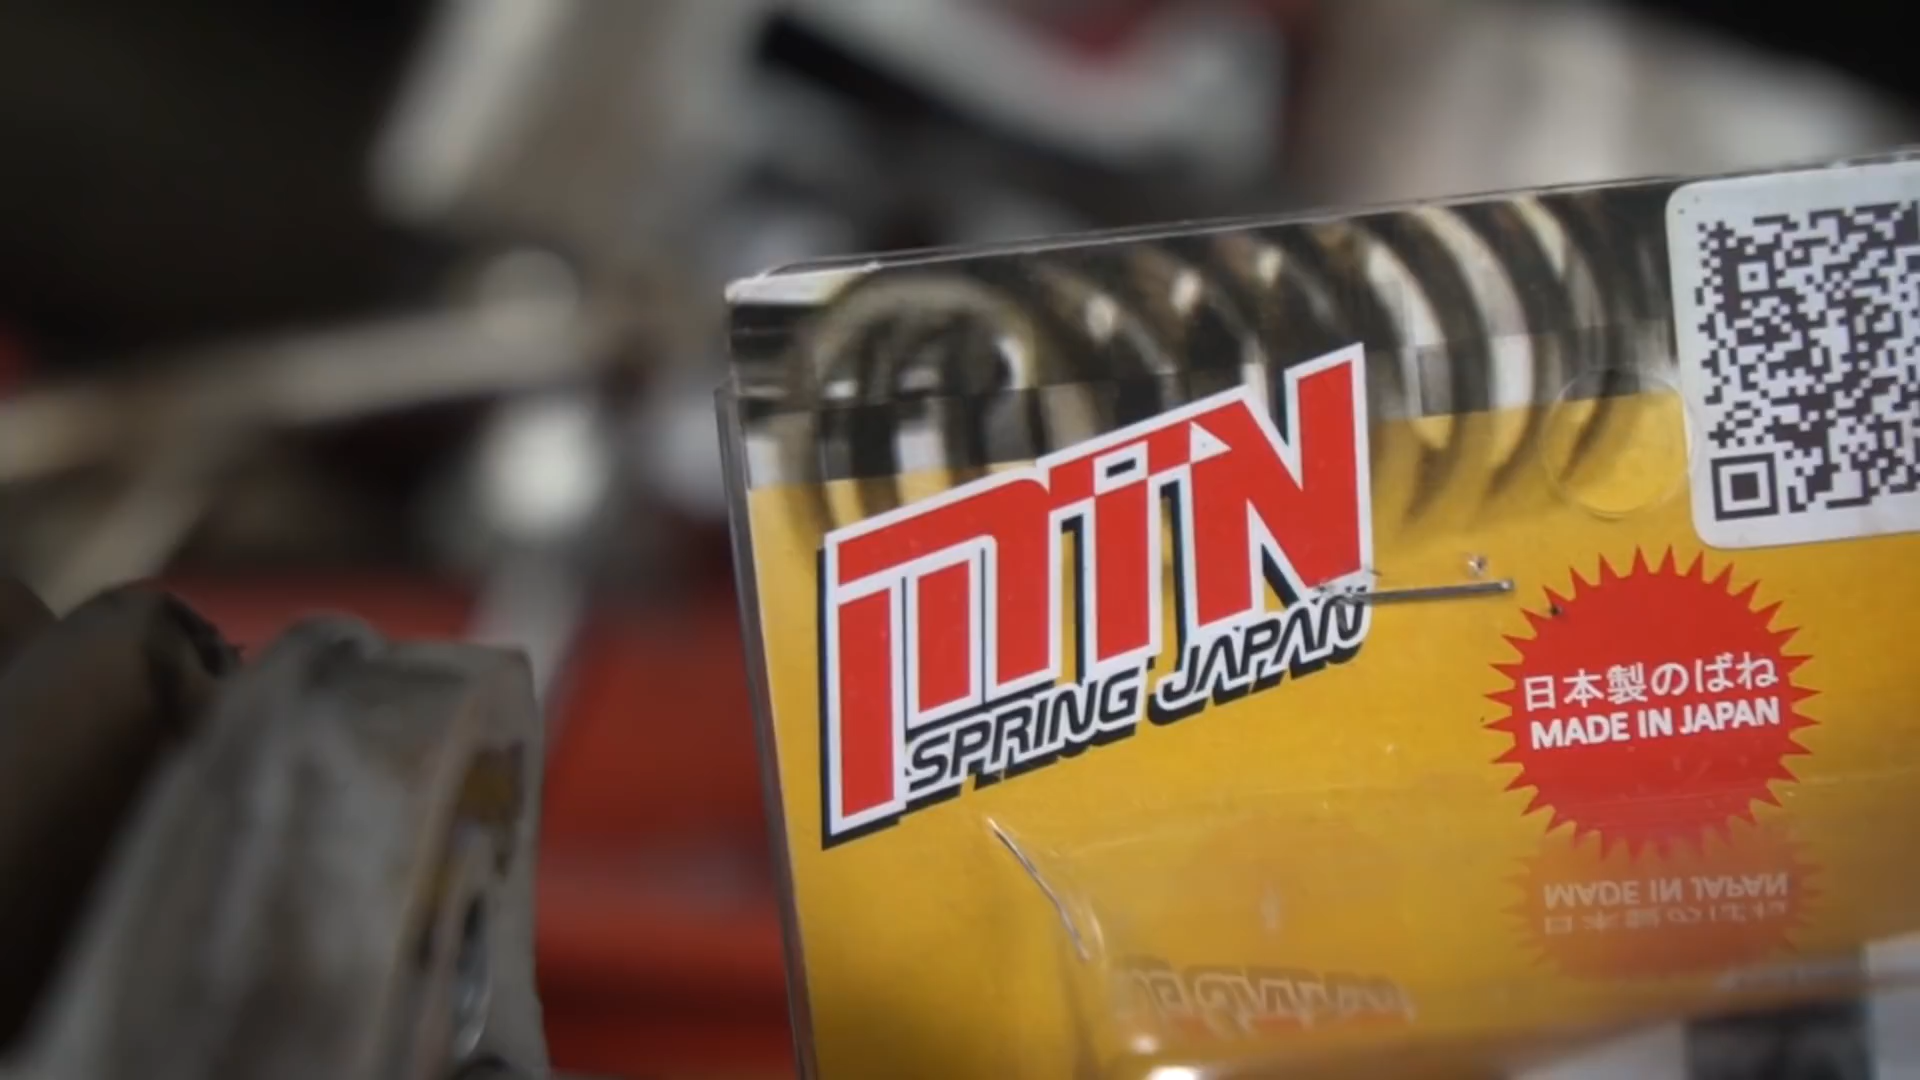 MTN
SPRING JAPAN
日本製のばね
MADE IN JAPAN